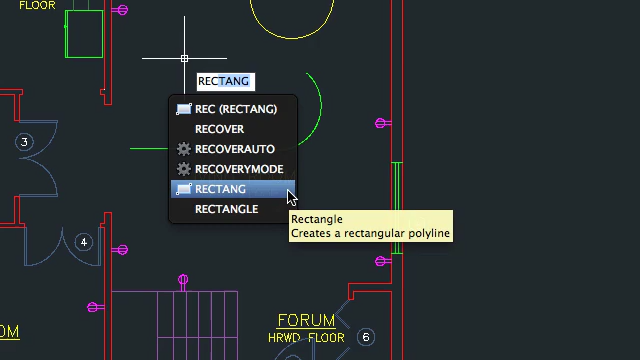 FLOOR
RECTANG
REC (RECTANG)
RECOVER
RECOVERAUTO
RECOVERYMODE
RECTANG
RECTANGLE
Rectangle
Creates a rectangular polyline
3
4
FORUM
HRWD FLOOR
6
OM